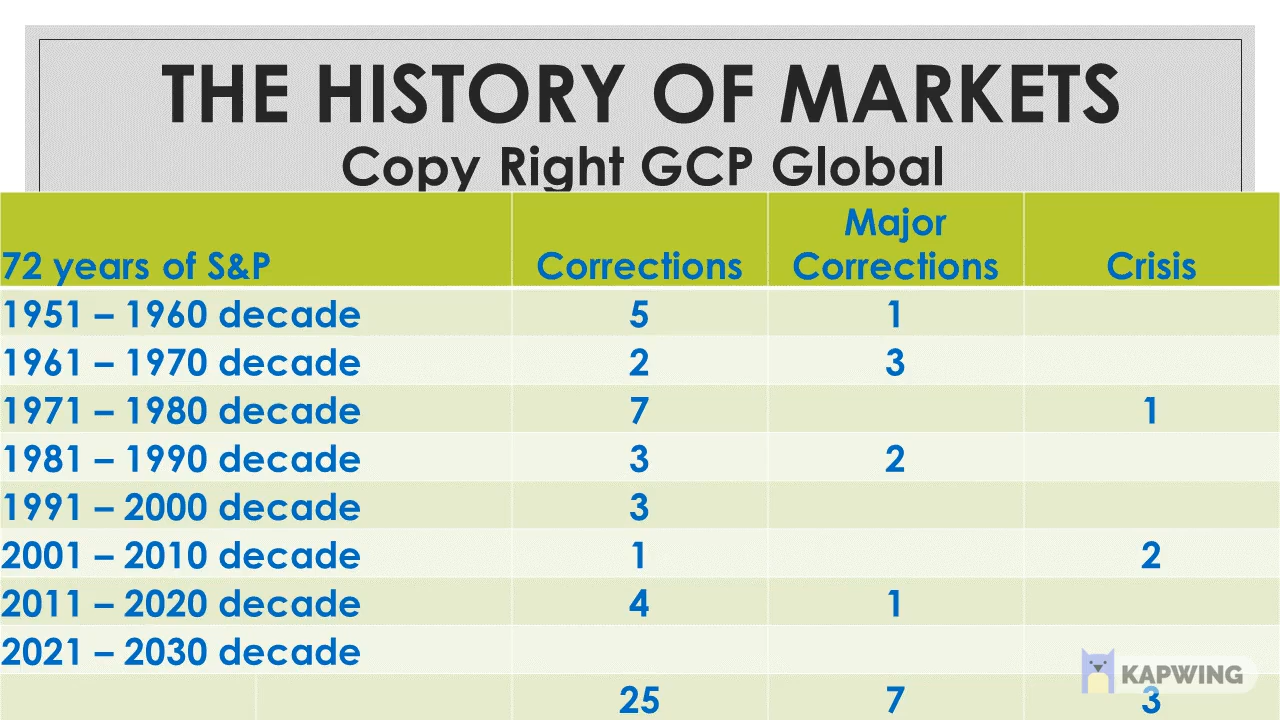 THE HISTORY OF MARKETS
Copy Right GCP Global
72 years of S&P Corrections Major Corrections Crisis
1951 – 1960 decade 5 1
1961 – 1970 decade 2 3
1971 – 1980 decade 7 1
1981 – 1990 decade 3 2
1991 – 2000 decade 3
2001 – 2010 decade 1 2
2011 – 2020 decade 4 1
2021 – 2030 decade
KAPWING
25 7 3